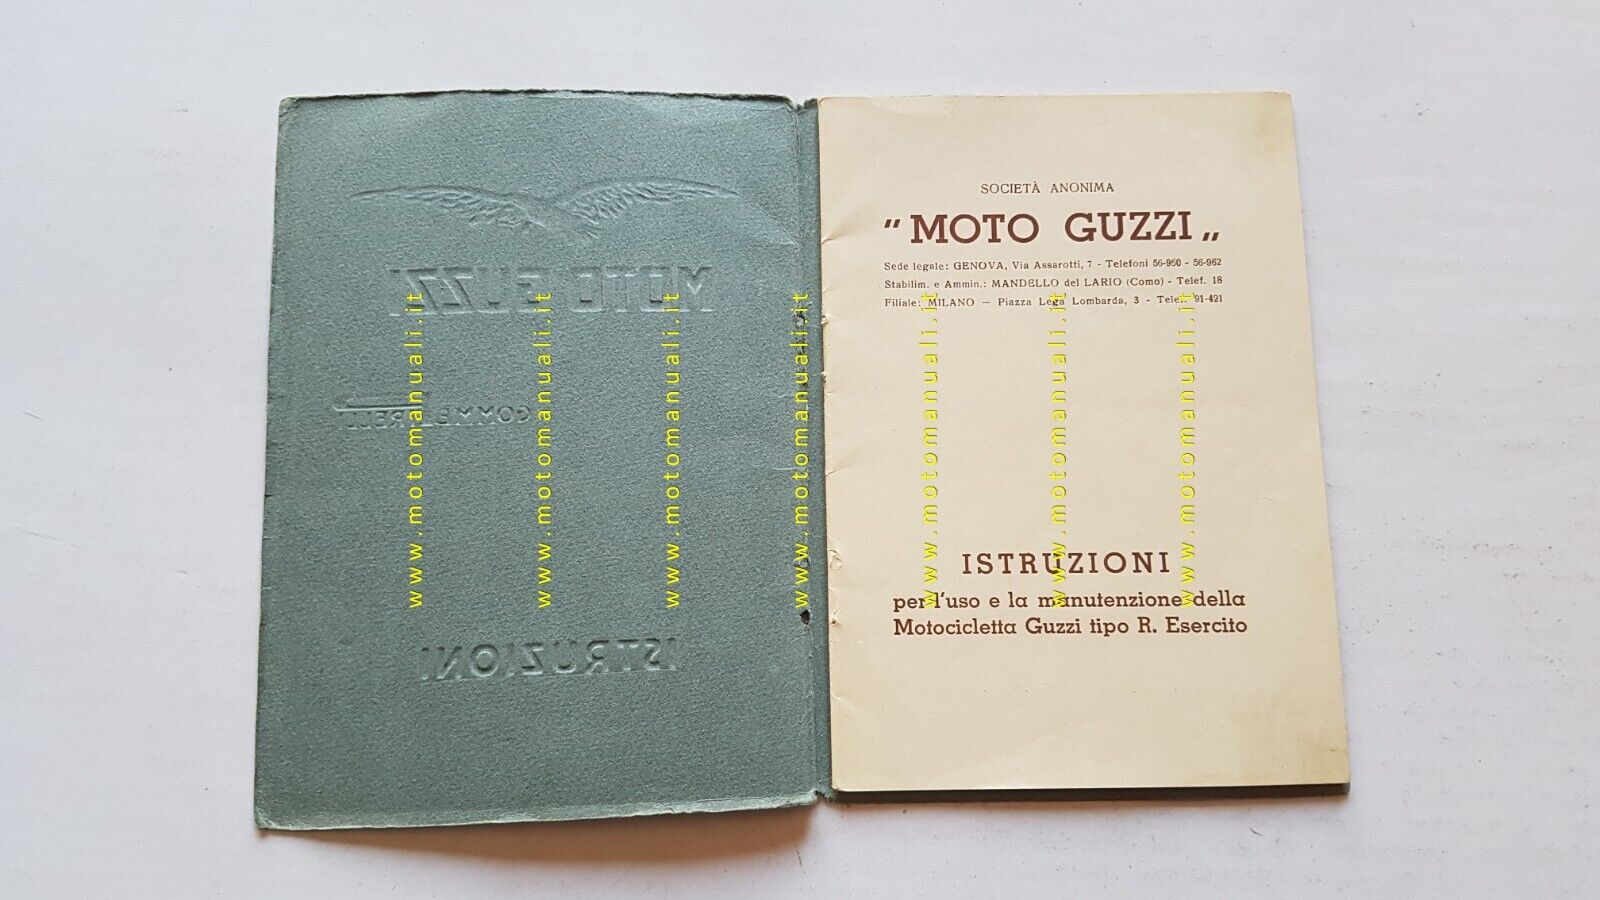 MOTO GUZZI
GOMME PIRELLI
ISTRUZIONI
SOCIETÀ ANONIMA
"MOTO GUZZI„
Sede legale: GENOVA, Via Assarotti, 7 - Telefoni 56-960 - 56-962
Stabilim. e Ammin.: MANDELLO del LARIO (Como) - Telef. 18
Filiale: MILANO — Piazza Lega Lombarda, 3 - Telef. 91-421
ISTRUZIONI
per l'uso e la manutenzione della
Motocicletta Guzzi tipo R. Esercito
www.motomanuali.it
www.motomanuali.it
www.motomanuali.it
www.motomanuali.it
www.motomanuali.it
www.motomanuali.it
www.motomanuali.it